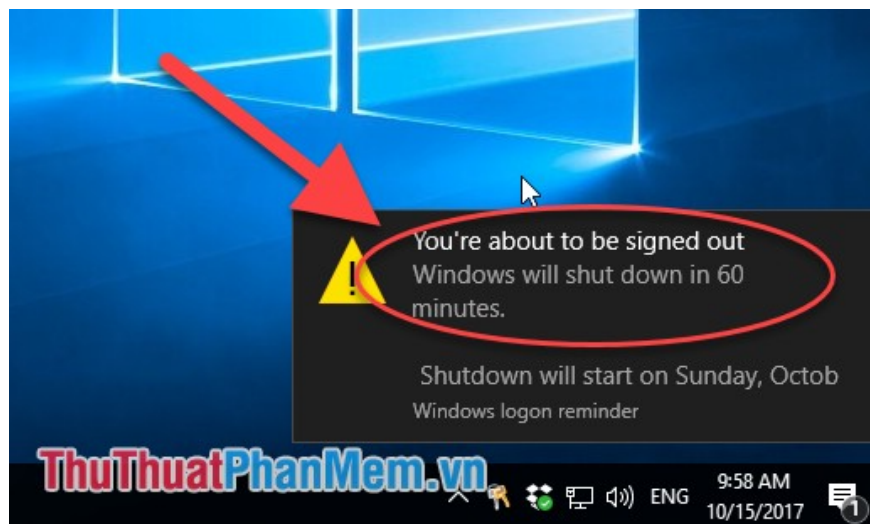 You're about to be signed out
Windows will shut down in 60
minutes.
Shutdown will start on Sunday, Octob
Windows logon reminder
ThuThuatPhanMem.vn
ENG
9:58 AM
10/15/2017
1